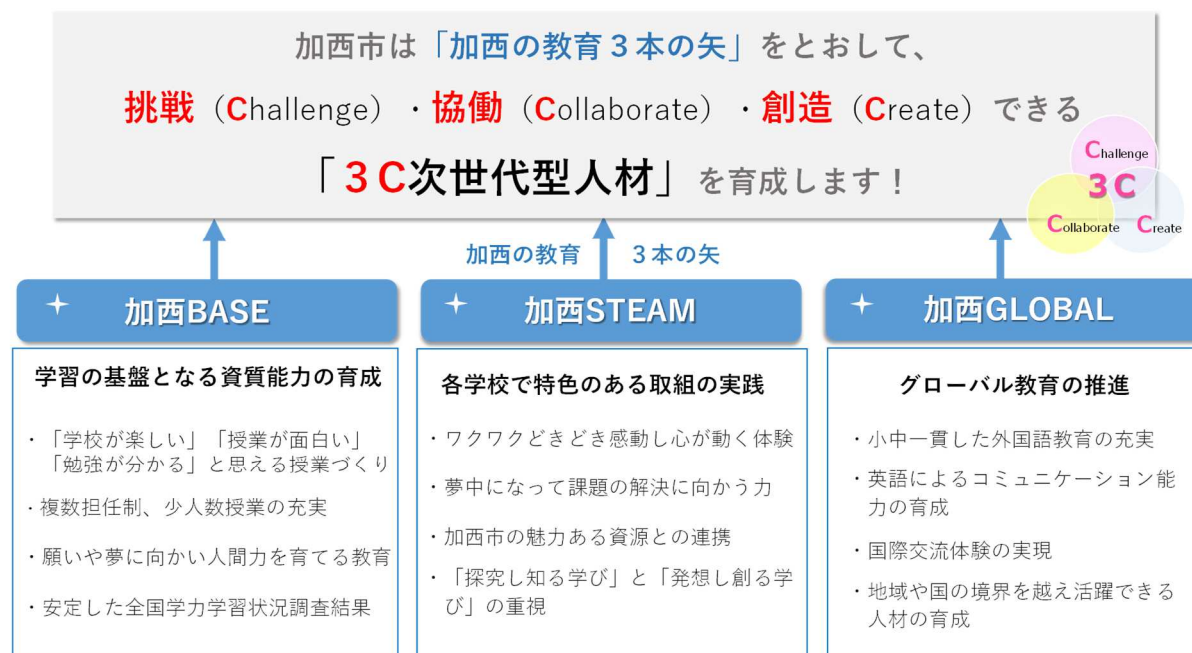 加西市は「加西の教育３本の矢」をとおして、
挑戦（Challenge）・協働（Collaborate）・創造（Create）できる
「３C次世代型人材」を育成します！
Challenge
3C
Collaborate
Create
加西の教育 ３本の矢
加西BASE
学習の基盤となる資質能力の育成
・「学校が楽しい」「授業が面白い」
「勉強が分かる」と思える授業づくり
・複数担任制、少人数授業の充実
・願いや夢に向かい人間力を育てる教育
・安定した全国学力学習状況調査結果
加西STEAM
各学校で特色のある取組の実践
・ワクワクどきどき感動し心が動く体験
・夢中になって課題の解決に向かう力
・加西市の魅力ある資源との連携
・「探究し知る学び」と「発想し創る学
び」の重視
加西GLOBAL
グローバル教育の推進
・小中一貫した外国語教育の充実
・英語によるコミュニケーション能
力の育成
・国際交流体験の実現
・地域や国の境界を越え活躍できる
人材の育成